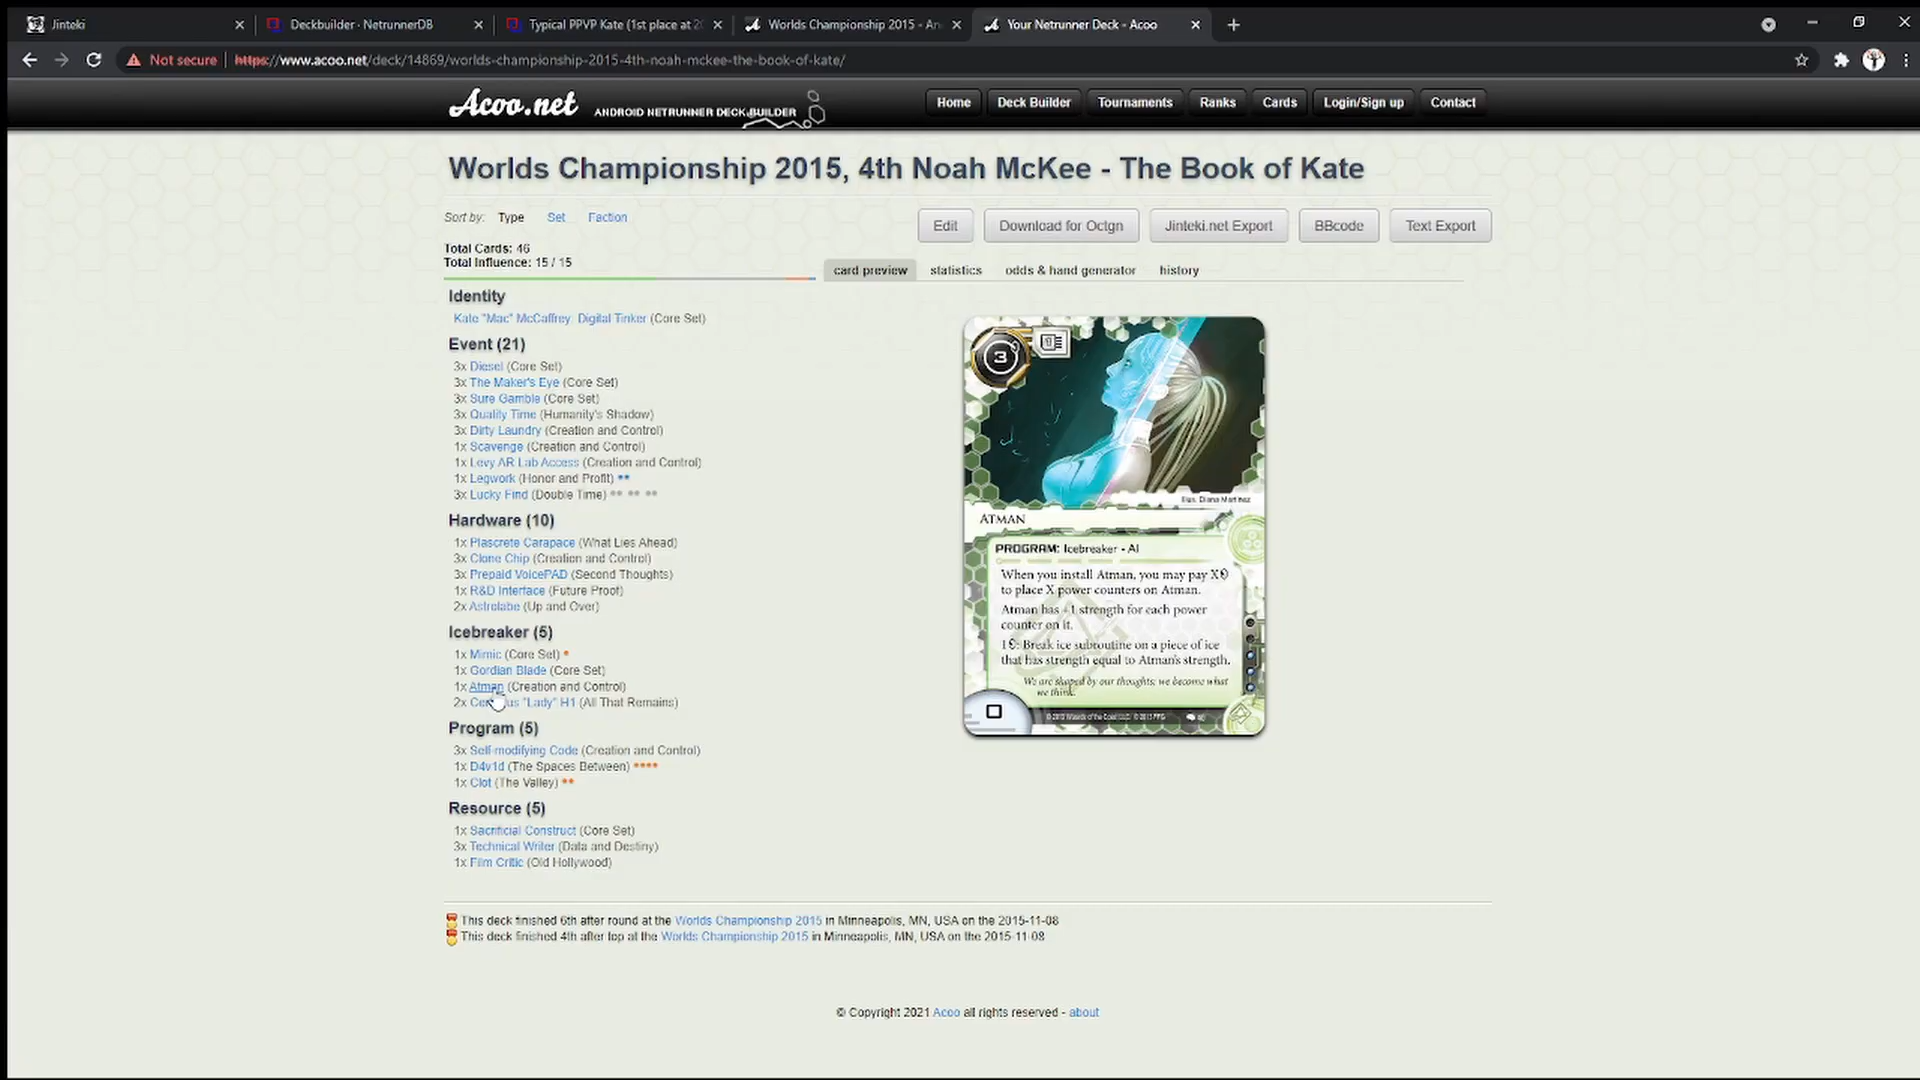 Jinteki
Deckbuilder · NetrunnerDB
Typical PPVP Kate (1st place at 20
Worlds Championship 2015 - An
Your Netrunner Deck - Acoo
Not secure
https://www.acoo.net/deck/14869/worlds-championship-2015-4th-noah-mckee-the-book-of-kate/
Acoo.net
ANDROID NETRUNNER DECK BUILDER
Home
Deck Builder
Tournaments
Ranks
Cards
Login/Sign up
Contact
Worlds Championship 2015, 4th Noah McKee - The Book of Kate
Sort by: Type Set Faction
Edit
Download for Octgn
Jinteki.net Export
BBcode
Text Export
Total Cards: 46
Total Influence: 15 / 15
card preview
statistics
odds & hand generator
history
Identity
Kate "Mac" McCaffrey: Digital Tinker (Core Set)
Event (21)
3x Diesel (Core Set)
3x The Maker's Eye (Core Set)
3x Sure Gamble (Core Set)
3x Quality Time (Humanity's Shadow)
3x Dirty Laundry (Creation and Control)
1x Scavenge (Creation and Control)
1x Levy AR Lab Access (Creation and Control)
1x Legwork (Honor and Profit)
3x Lucky Find (Double Time)
Hardware (10)
1x Plascrete Carapace (What Lies Ahead)
3x Clone Chip (Creation and Control)
3x Prepaid VoicePAD (Second Thoughts)
1x R&D Interface (Future Proof)
2x Astrolabe (Up and Over)
Icebreaker (5)
1x Mimic (Core Set)
1x Gordian Blade (Core Set)
1x Atman (Creation and Control)
2x "Lady" H1 (All That Remains)
Program (5)
3x Self-modifying Code (Creation and Control)
1x D4v1d (The Spaces Between)
1x Clot (The Valley)
Resource (5)
1x Sacrificial Construct (Core Set)
3x Technical Writer (Data and Destiny)
1x Film Critic (Old Hollywood)
3
1
Illus. Diana Martinez
ATMAN
PROGRAM: Icebreaker - AI
When you install Atman, you may pay X
to place X power counters on Atman.
Atman has +1 strength for each power
counter on it.
1: Break ice subroutine on a piece of ice
that has strength equal to Atman's strength.
We are shaped by our thoughts; we become what
we think.
This deck finished 6th after round at the Worlds Championship 2015 in Minneapolis, MN, USA on the 2015-11-08
This deck finished 4th after top at the Worlds Championship 2015 in Minneapolis, MN, USA on the 2015-11-08
© Copyright 2021 Acoo all rights reserved - about